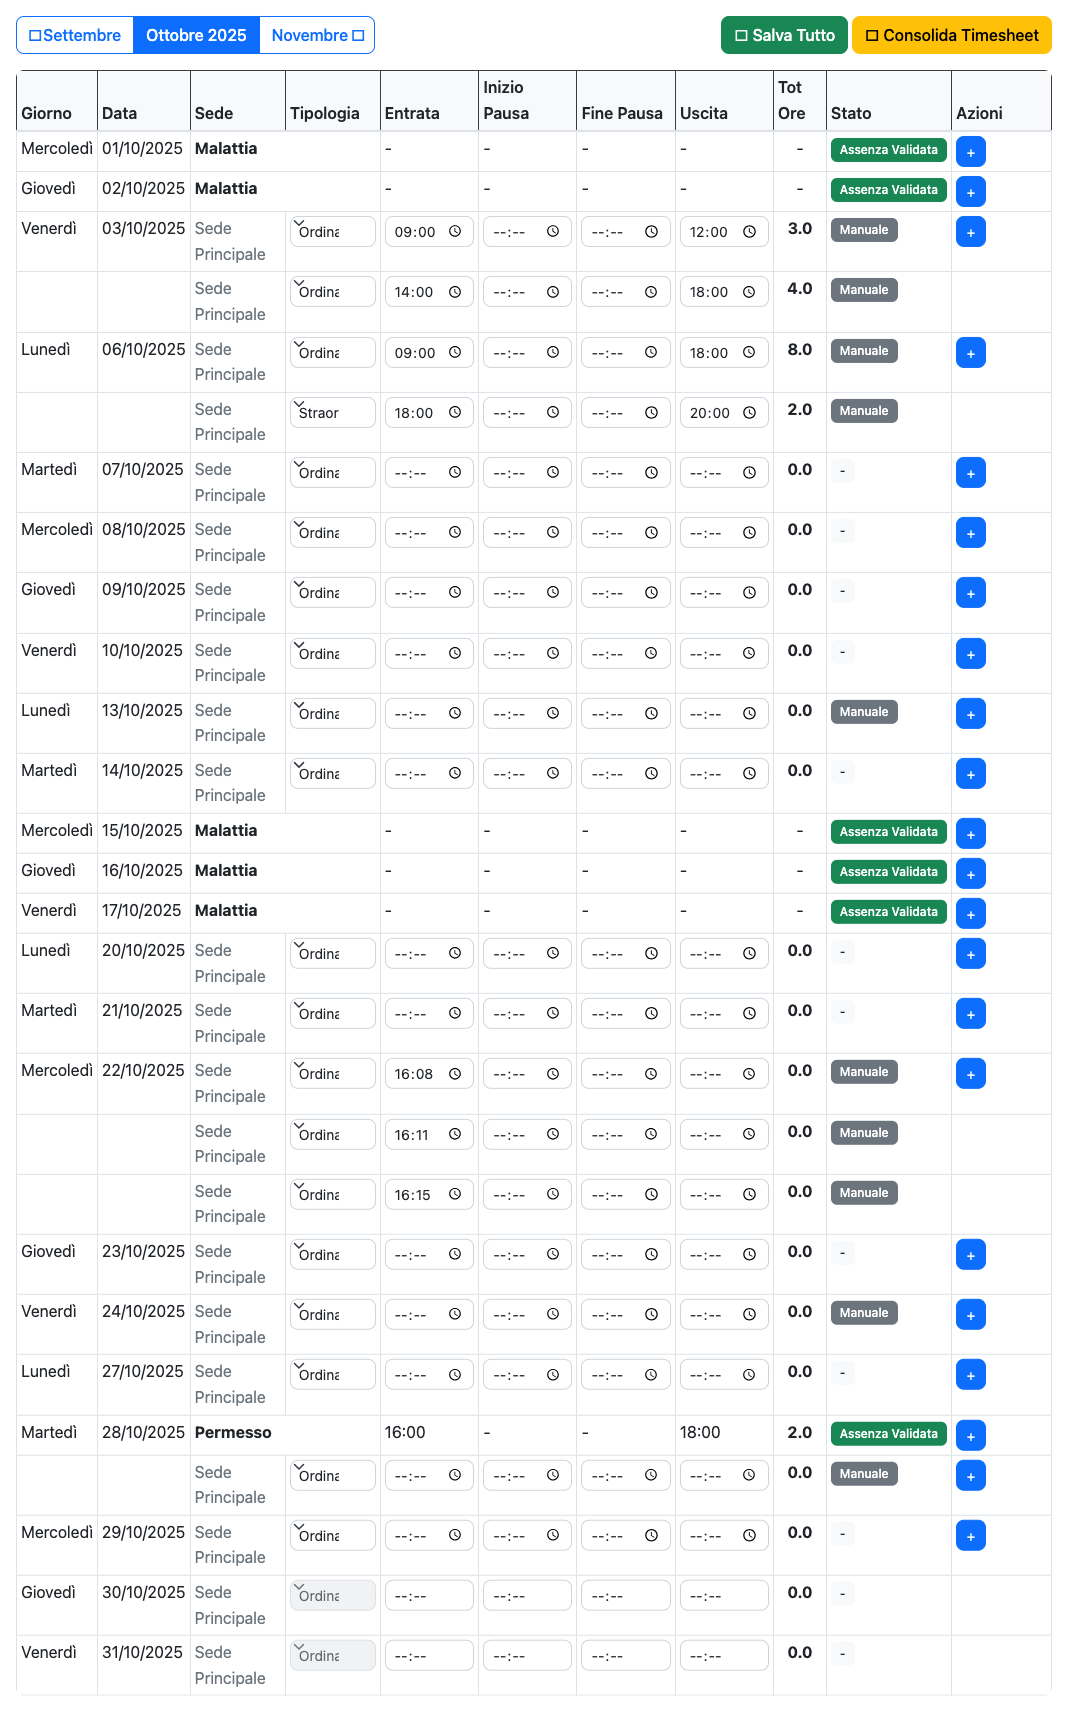 Settembre Ottobre 2025 Novembre Salva Tutto Consolida Timesheet
Giorno Data Sede Tipologia Entrata Inizio Pausa Fine Pausa Uscita Tot Ore Stato Azioni
Mercoledì 01/10/2025 Malattia - - - - - Assenza Validata +
Giovedì 02/10/2025 Malattia - - - - - Assenza Validata +
Venerdì 03/10/2025 Sede Principale Ordina 09:00 --:-- --:-- 12:00 3.0 Manuale +
Sede Principale Ordina 14:00 --:-- --:-- 18:00 4.0 Manuale
Lunedì 06/10/2025 Sede Principale Ordina 09:00 --:-- --:-- 18:00 8.0 Manuale +
Sede Principale Straor 18:00 --:-- --:-- 20:00 2.0 Manuale
Martedì 07/10/2025 Sede Principale Ordina --:-- --:-- --:-- --:-- 0.0 - +
Mercoledì 08/10/2025 Sede Principale Ordina --:-- --:-- --:-- --:-- 0.0 - +
Giovedì 09/10/2025 Sede Principale Ordina --:-- --:-- --:-- --:-- 0.0 - +
Venerdì 10/10/2025 Sede Principale Ordina --:-- --:-- --:-- --:-- 0.0 - +
Lunedì 13/10/2025 Sede Principale Ordina --:-- --:-- --:-- --:-- 0.0 Manuale +
Martedì 14/10/2025 Sede Principale Ordina --:-- --:-- --:-- --:-- 0.0 - +
Mercoledì 15/10/2025 Malattia - - - - - Assenza Validata +
Giovedì 16/10/2025 Malattia - - - - - Assenza Validata +
Venerdì 17/10/2025 Malattia - - - - - Assenza Validata +
Lunedì 20/10/2025 Sede Principale Ordina --:-- --:-- --:-- --:-- 0.0 - +
Martedì 21/10/2025 Sede Principale Ordina --:-- --:-- --:-- --:-- 0.0 - +
Mercoledì 22/10/2025 Sede Principale Ordina 16:08 --:-- --:-- --:-- 0.0 Manuale +
Sede Principale Ordina 16:11 --:-- --:-- --:-- 0.0 Manuale
Sede Principale Ordina 16:15 --:-- --:-- --:-- 0.0 Manuale
Giovedì 23/10/2025 Sede Principale Ordina --:-- --:-- --:-- --:-- 0.0 - +
Venerdì 24/10/2025 Sede Principale Ordina --:-- --:-- --:-- --:-- 0.0 Manuale +
Lunedì 27/10/2025 Sede Principale Ordina --:-- --:-- --:-- --:-- 0.0 - +
Martedì 28/10/2025 Permesso 16:00 - - 18:00 2.0 Assenza Validata +
Sede Principale Ordina --:-- --:-- --:-- --:-- 0.0 Manuale +
Mercoledì 29/10/2025 Sede Principale Ordina --:-- --:-- --:-- --:-- 0.0 - +
Giovedì 30/10/2025 Sede Principale Ordina --:-- --:-- --:-- --:-- 0.0 -
Venerdì 31/10/2025 Sede Principale Ordina --:-- --:-- --:-- --:-- 0.0 -